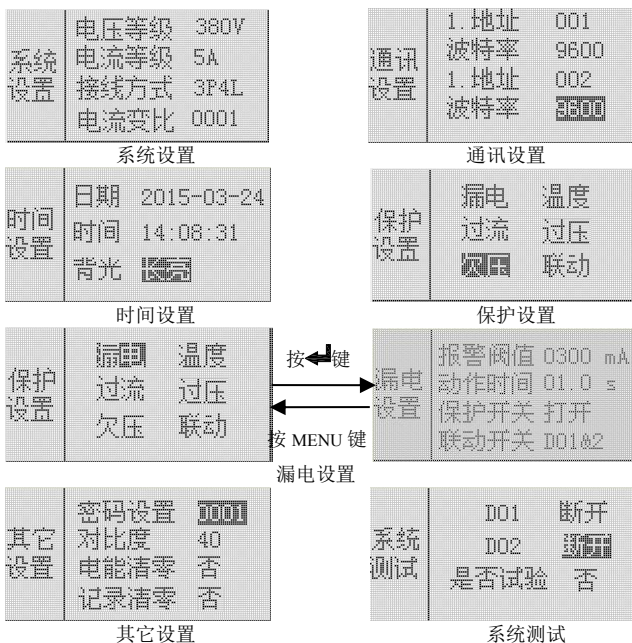 系统
设置
电压等级 380V
电流等级 5A
接线方式 3P4L
电流变比 0001
系统设置
通讯
设置
1.地址 001
波特率 9600
1.地址 002
波特率 9600
通讯设置
时间
设置
日期 2015-03-24
时间 14:08:31
背光 长亮
时间设置
保护
设置
漏电 温度
过流 过压
欠压 联动
保护设置
保护
设置
漏电 温度
过流 过压
欠压 联动
按键
按 MENU 键
漏电
设置
报警阀值 0300 mA
动作时间 01.0 s
保护开关 打开
联动开关 DO1&2
漏电设置
其它
设置
密码设置 0001
对比度 40
电能清零 否
记录清零 否
其它设置
系统
测试
DO1 断开
DO2 断开
是否试验 否
系统测试